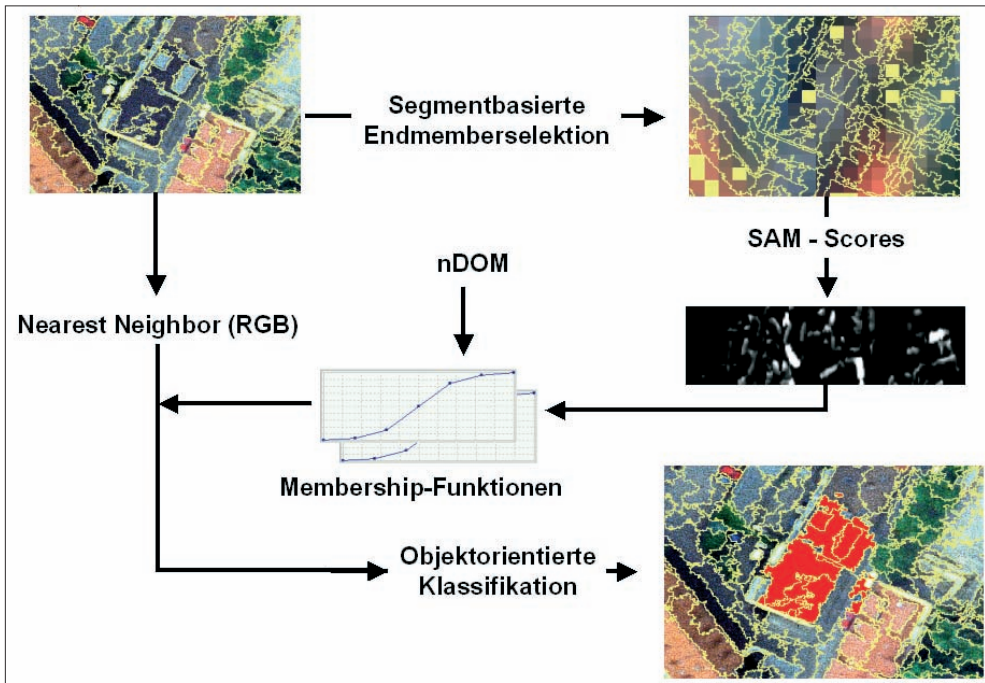 Segmentbasierte
Endmemberselektion
SAM - Scores
nDOM
Nearest Neighbor (RGB)
Membership-Funktionen
Objektorientierte
Klassifikation